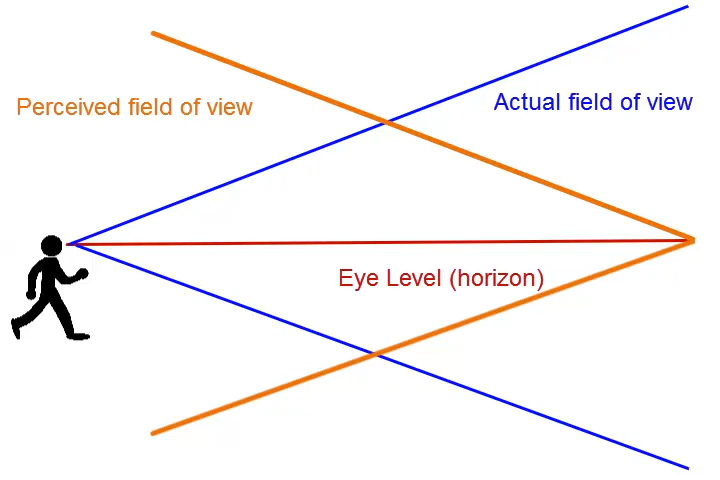 Perceived field of view
Actual field of view
Eye Level (horizon)